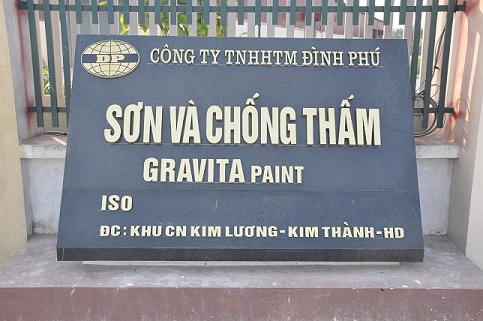 DP
CÔNG TY TNHHTM ĐÌNH PHÚ
SƠN VÀ CHỐNG THẤM
GRAVITA PAINT
ISO
ĐC : KHU CN KIM LƯƠNG - KIM THÀNH - HD